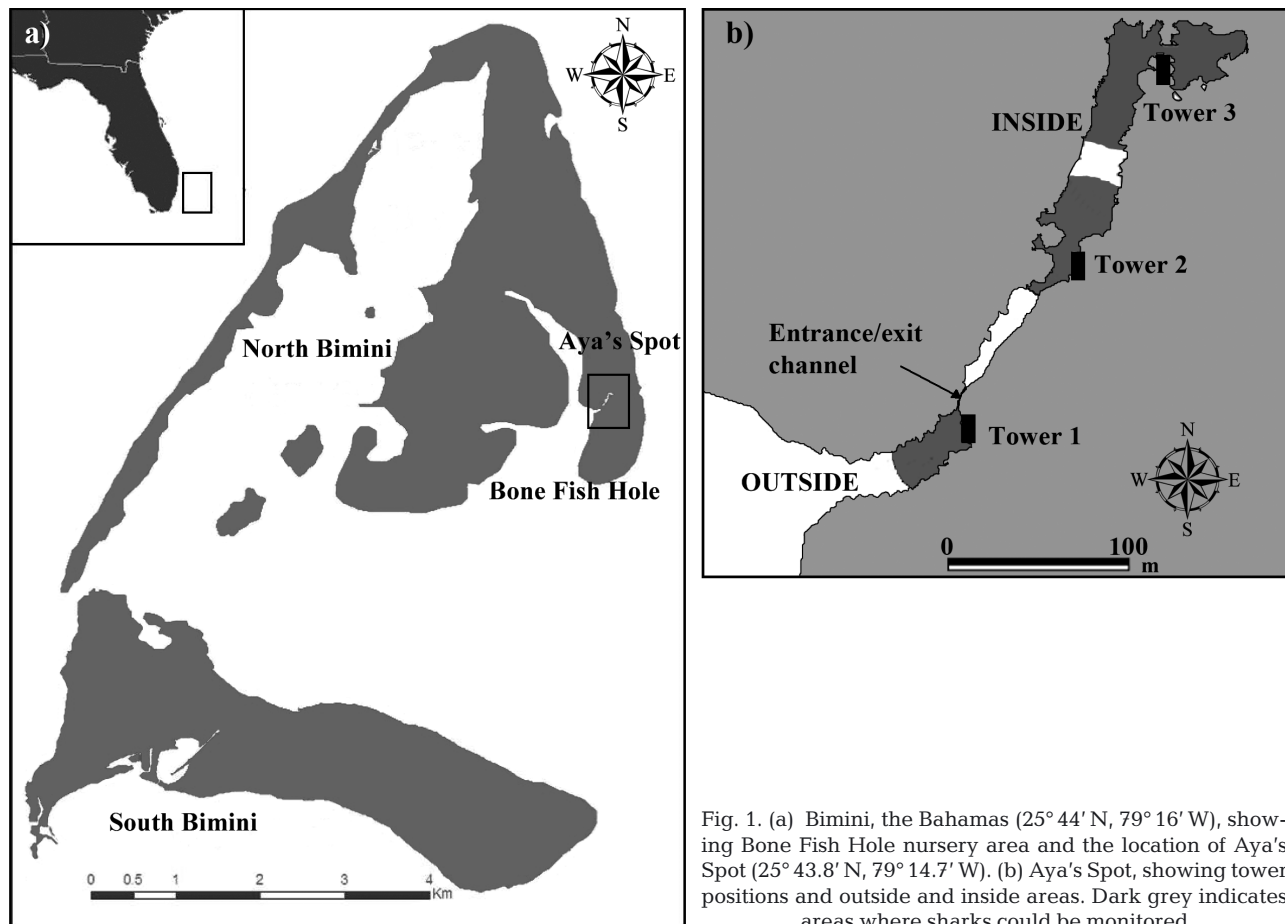 a)
N
W E
S
North Bimini
Aya's Spot
Bone Fish Hole
South Bimini
0 0.5 1 2 3 4
Km
b)
INSIDE
Tower 3
Tower 2
Entrance/exit
channel
Tower 1
OUTSIDE
N
W E
S
0 100
m
Fig. 1. (a) Bimini, the Bahamas (25° 44′ N, 79° 16′ W), show-
ing Bone Fish Hole nursery area and the location of Aya's
Spot (25° 43.8′ N, 79° 14.7′ W). (b) Aya's Spot, showing tower
positions and outside and inside areas. Dark grey indicates
areas where sharks could be monitored